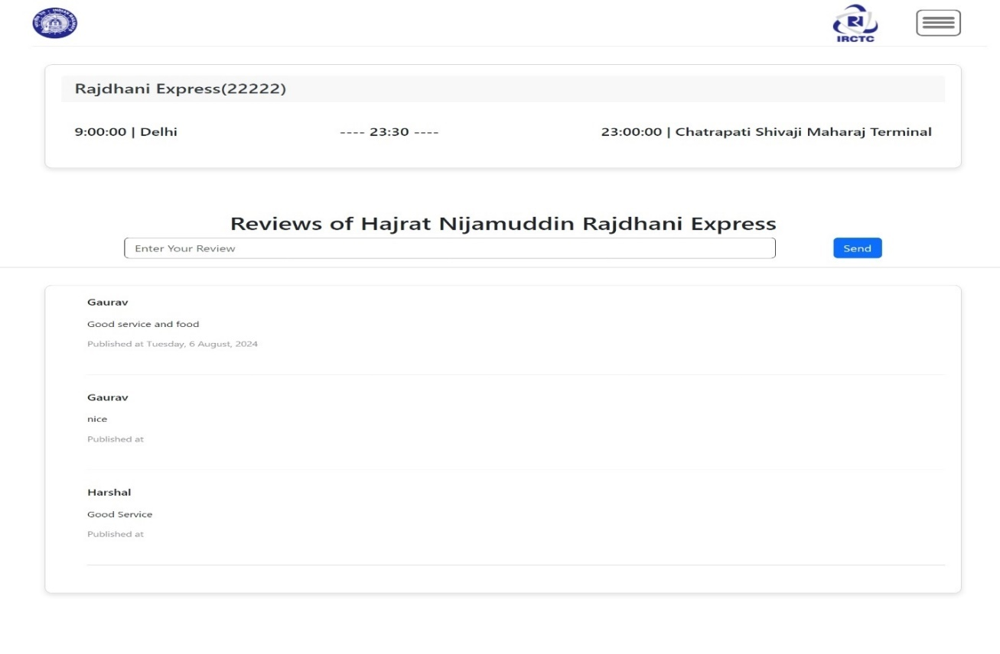 IRCTC
Rajdhani Express(22222)
9:00:00 | Delhi ---- 23:30 ---- 23:00:00 | Chatrapati Shivaji Maharaj Terminal
Reviews of Hajrat Nijamuddin Rajdhani Express
Enter Your Review Send
Gaurav
Good service and food
Published at Tuesday, 6 August, 2024
Gaurav
nice
Published at
Harshal
Good Service
Published at